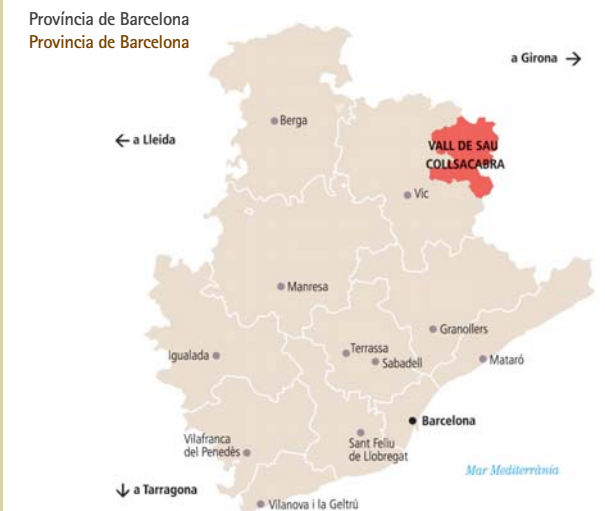 Província de Barcelona
Provincia de Barcelona
a Girona →
Berga
← a Lleida
VALL DE SAU
COLLSACABRA
Vic
Manresa
Granollers
Terrassa
Igualada
Sabadell
Mataró
Barcelona
Vilafranca
del Penedès
Sant Feliu
de Llobregat
Mar Mediterrània
↓ a Tarragona
Vilanova i la Geltrú